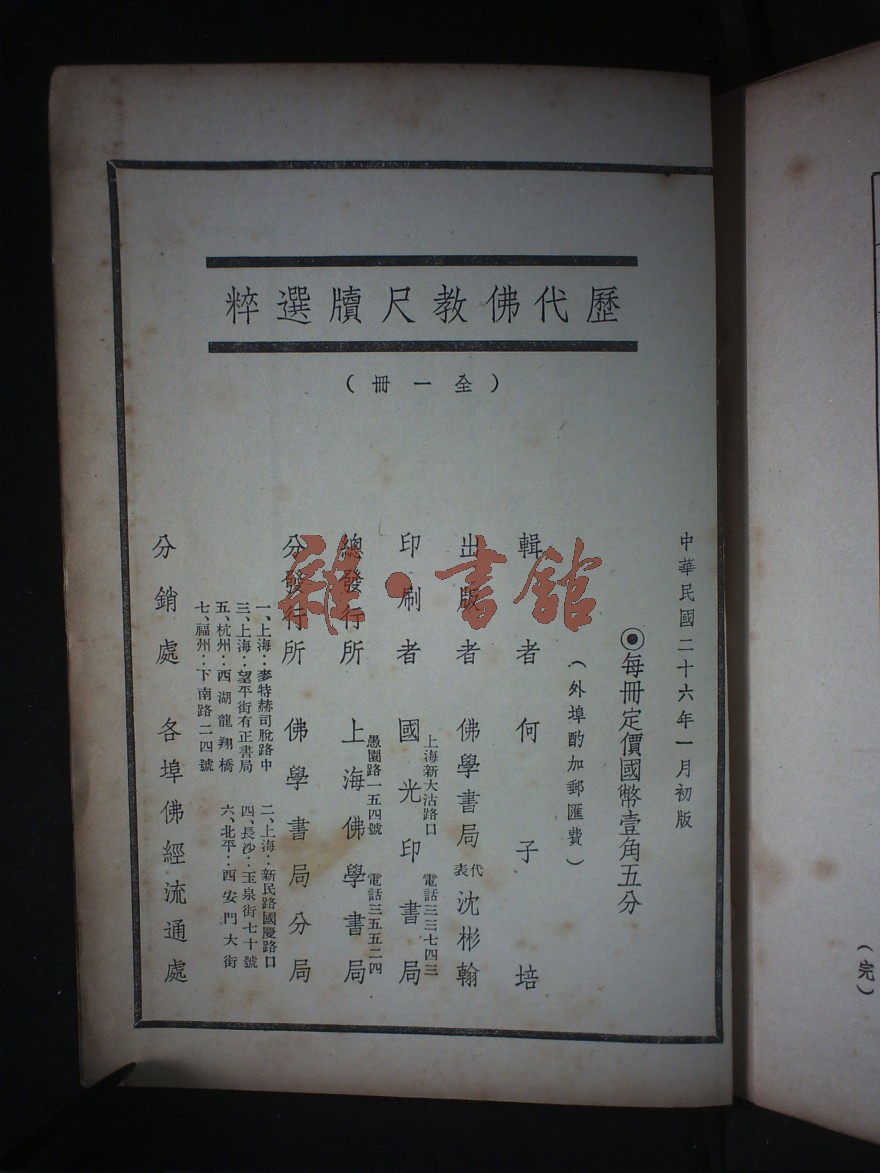 歷代佛教尺牘選粹
（全一冊）
中華民國二十六年一月初版
每冊定價國幣壹角五分
（外埠酌加郵匯費）
輯者 何子培
出版者 佛學書局 代表 沈彬翰
上海新大沽路口 電話三三七四三
印刷者 國光印書局
愚園路一五四號 電話三五五二四
總發行所 上海佛學書局
分發行所 佛學書局分局
一、上海：麥特赫司脫路中
二、上海：新民路國慶路口
三、上海：望平街有正書局
四、長沙：玉泉街七十號
五、杭州：西湖龍翔橋
六、北平：西安門大街
七、福州：下南路二四號
分銷處 各埠佛經流通處
（完）
雜·書館